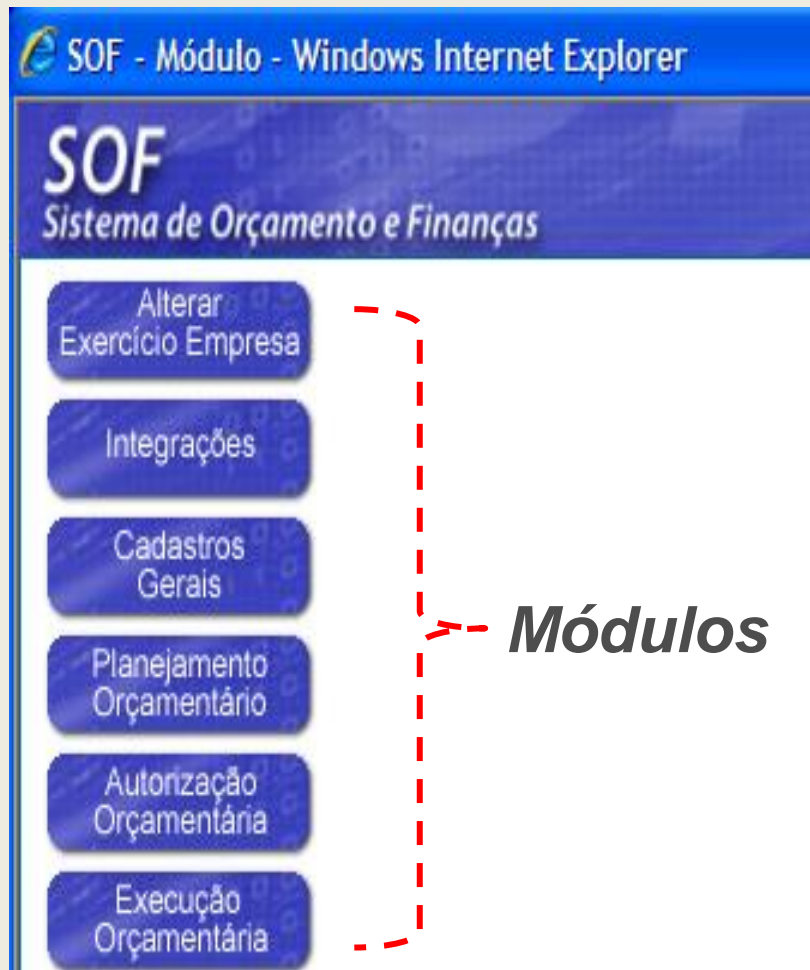 SOF - Módulo - Windows Internet Explorer
SOF
Sistema de Orçamento e Finanças
Alterar
Exercício Empresa
Integrações
Cadastros
Gerais
Planejamento
Orçamentário
Autorização
Orçamentária
Execução
Orçamentária
Módulos